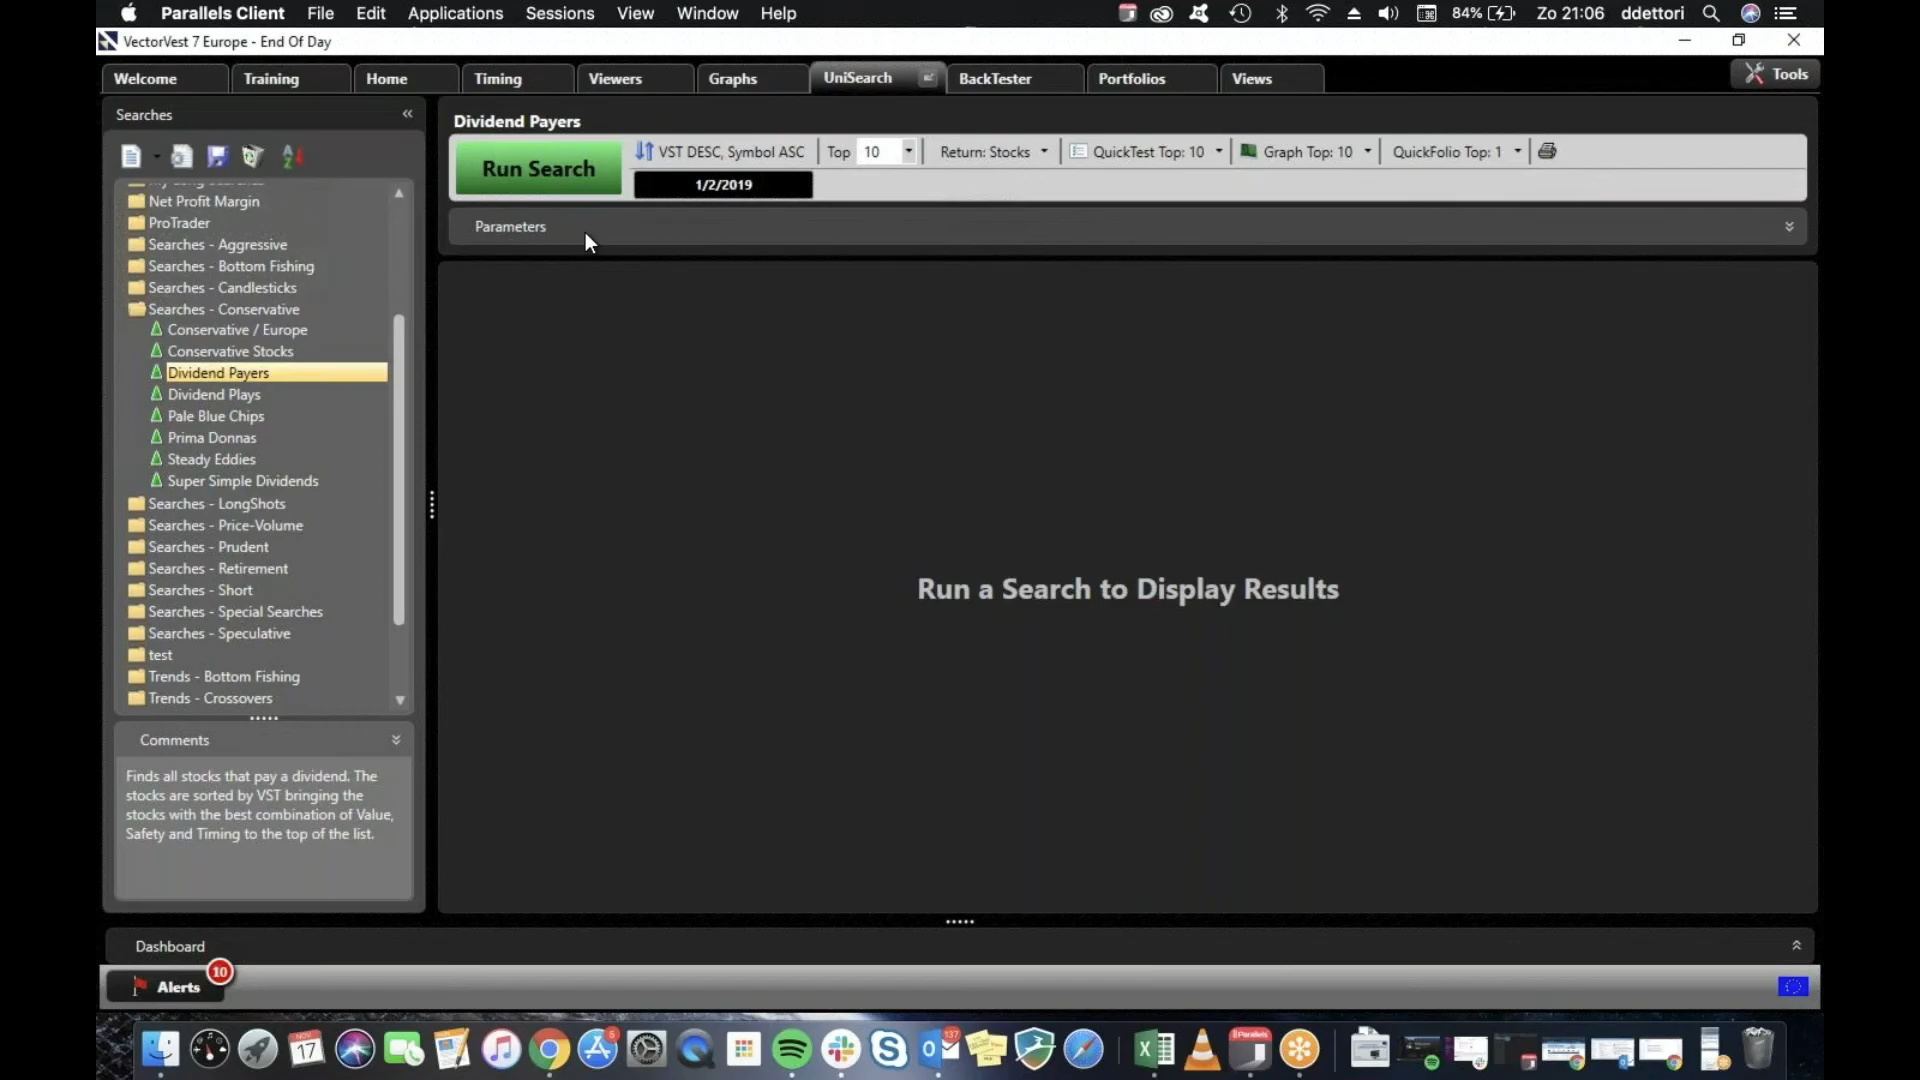 Parallels Client File Edit Applications Sessions View Window Help 84% Zo 21:06 ddettori
VectorVest 7 Europe - End Of Day
Welcome Training Home Timing Viewers Graphs UniSearch BackTester Portfolios Views Tools
Searches
Dividend Payers
Run Search VST DESC, Symbol ASC Top 10 Return: Stocks QuickTest Top: 10 Graph Top: 10 QuickFolio Top: 1
1/2/2019
Parameters
Net Profit Margin
ProTrader
Searches - Aggressive
Searches - Bottom Fishing
Searches - Candlesticks
Searches - Conservative
Conservative / Europe
Conservative Stocks
Dividend Payers
Dividend Plays
Pale Blue Chips
Prima Donnas
Steady Eddies
Super Simple Dividends
Searches - LongShots
Searches - Price-Volume
Searches - Prudent
Searches - Retirement
Searches - Short
Searches - Special Searches
Searches - Speculative
test
Trends - Bottom Fishing
Trends - Crossovers
Run a Search to Display Results
Comments
Finds all stocks that pay a dividend. The
stocks are sorted by VST bringing the
stocks with the best combination of Value,
Safety and Timing to the top of the list.
Dashboard
Alerts 10
NOV
17
5
137
Parallels